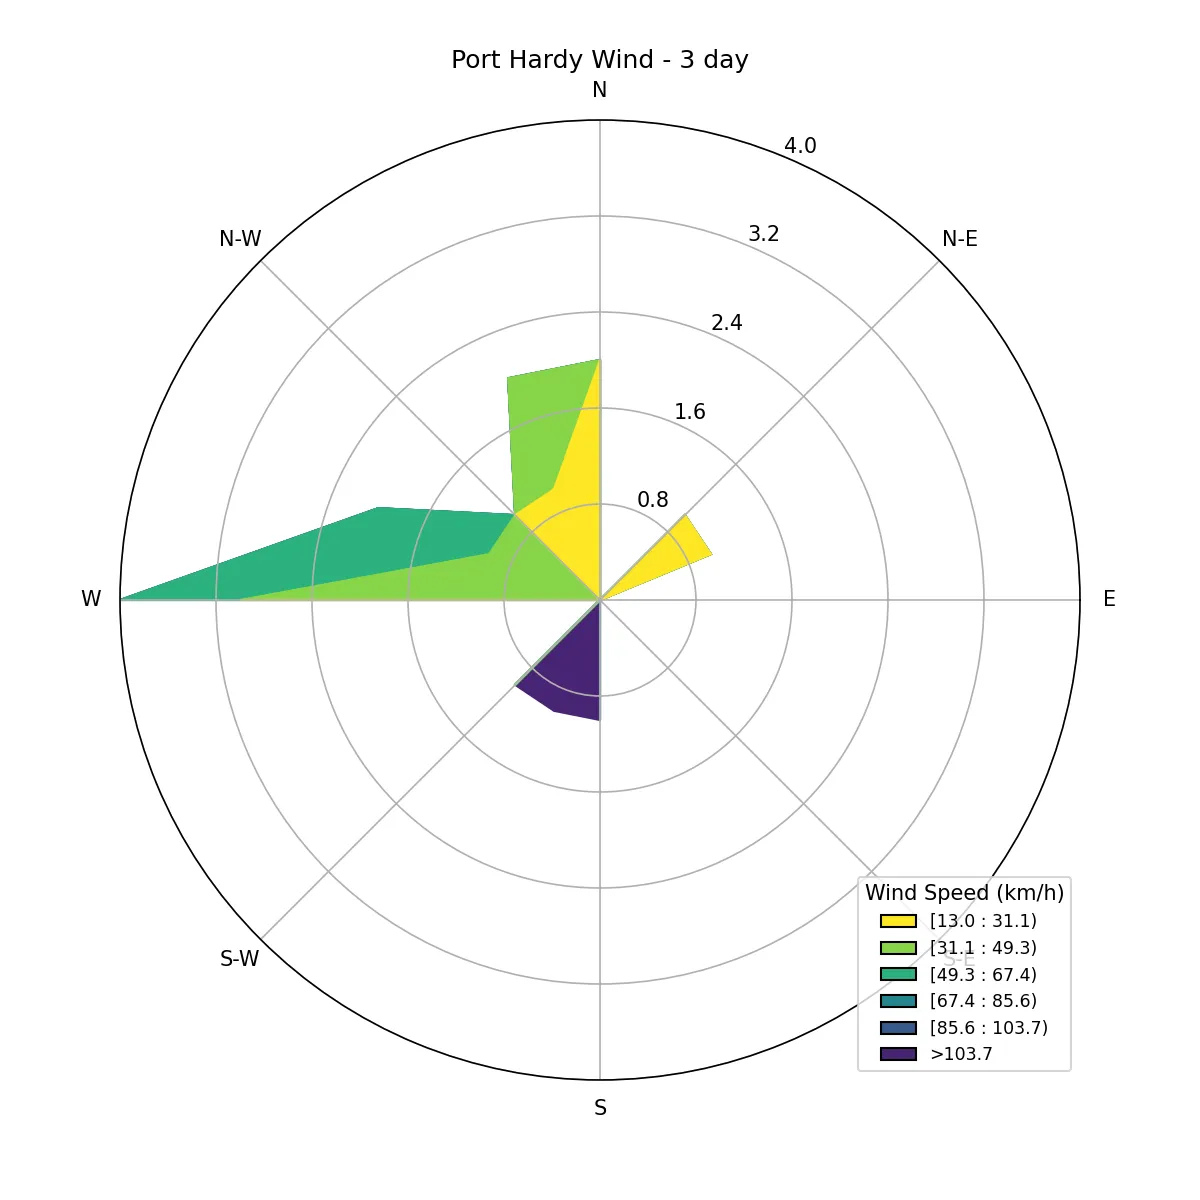 Port Hardy Wind - 3 day
N
4.0
N-W
3.2
N-E
2.4
1.6
0.8
W
E
S-W
S-E
S
Wind Speed (km/h)
[13.0 : 31.1)
[31.1 : 49.3)
[49.3 : 67.4)
[67.4 : 85.6)
[85.6 : 103.7)
>103.7